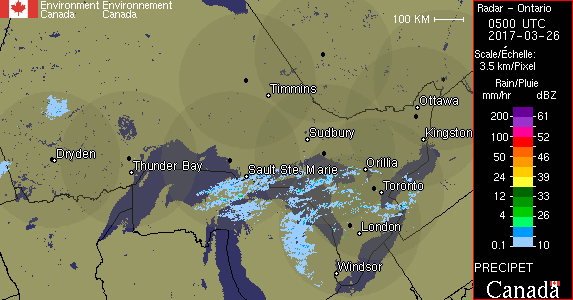 Environment Environnement
Canada Canada
100 KM
Timmins
Ottawa
Sudbury
Kingston
Dryden
Thunder Bay
Sault Ste. Marie
Orillia
Toronto
London
Windsor
Radar - Ontario
0500 UTC
2017-03-26
Scale/Échelle:
3.5 km/Pixel
Rain/Pluie
mm/hr dBZ
200 61
100 52
50 46
24 39
12 33
4 26
1 20
0.1 10
PRECIPET
Canada